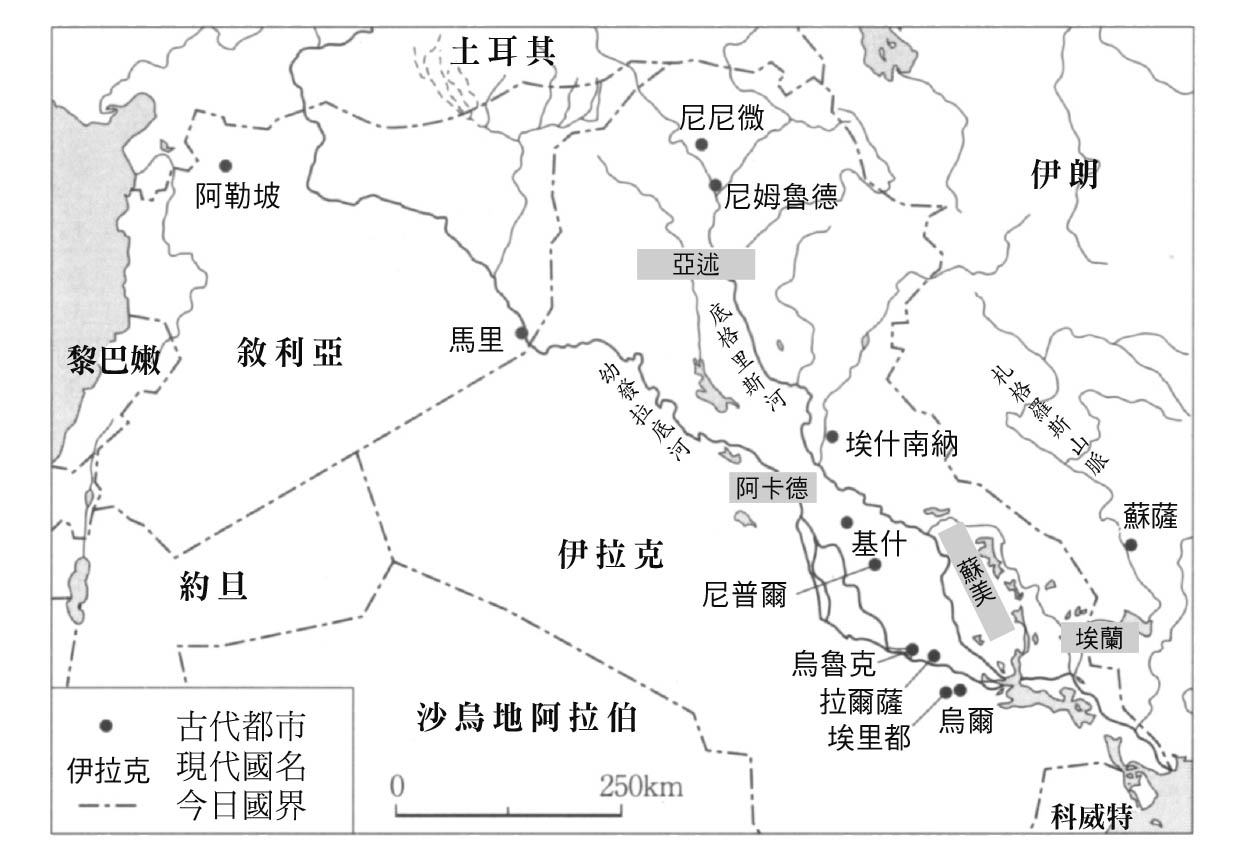 土耳其
尼尼微
阿勒坡
尼姆魯德
伊朗
亞述
底格里斯河
馬里
黎巴嫩
敘利亞
幼發拉底河
札格羅斯山脈
埃什南納
阿卡德
蘇薩
基什
伊拉克
蘇美
約旦
尼普爾
埃蘭
烏魯克
拉爾薩
埃里都
烏爾
沙烏地阿拉伯
古代都市
伊拉克 現代國名
今日國界
0 250km
科威特